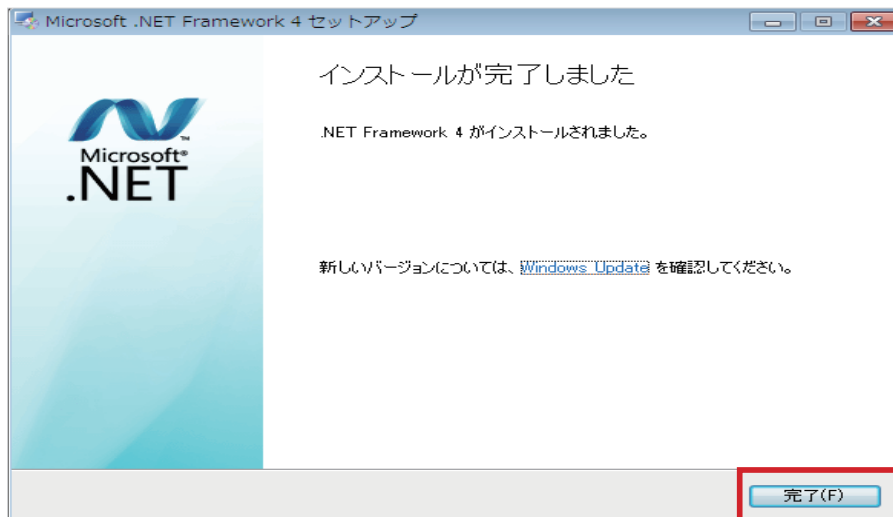 Microsoft .NET Framework 4 セットアップ
インストールが完了しました
.NET Framework 4 がインストールされました。
Microsoft®
.NET™
新しいバージョンについては、Windows Update を確認してください。
完了(F)